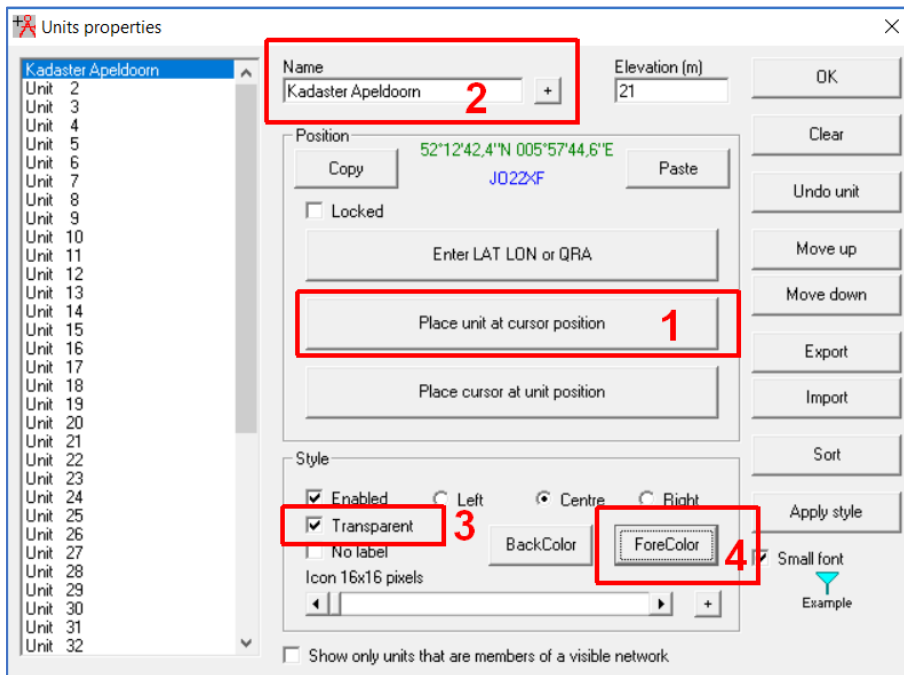 Units properties
Kadaster Apeldoorn
Unit 2
Unit 3
Unit 4
Unit 5
Unit 6
Unit 7
Unit 8
Unit 9
Unit 10
Unit 11
Unit 12
Unit 13
Unit 14
Unit 15
Unit 16
Unit 17
Unit 18
Unit 19
Unit 20
Unit 21
Unit 22
Unit 23
Unit 24
Unit 25
Unit 26
Unit 27
Unit 28
Unit 29
Unit 30
Unit 31
Unit 32
Name
Kadaster Apeldoorn 2 +
Elevation (m)
21
Position
Copy
52°12'42,4"N 005°57'44,6"E
JO22XF
Paste
Locked
Enter LAT LON or QRA
Place unit at cursor position 1
Place cursor at unit position
Style
Enabled Left Centre Right
Transparent 3
No label
BackColor ForeColor 4
Icon 16x16 pixels
+
Show only units that are members of a visible network
OK
Clear
Undo unit
Move up
Move down
Export
Import
Sort
Apply style
Small font
Example